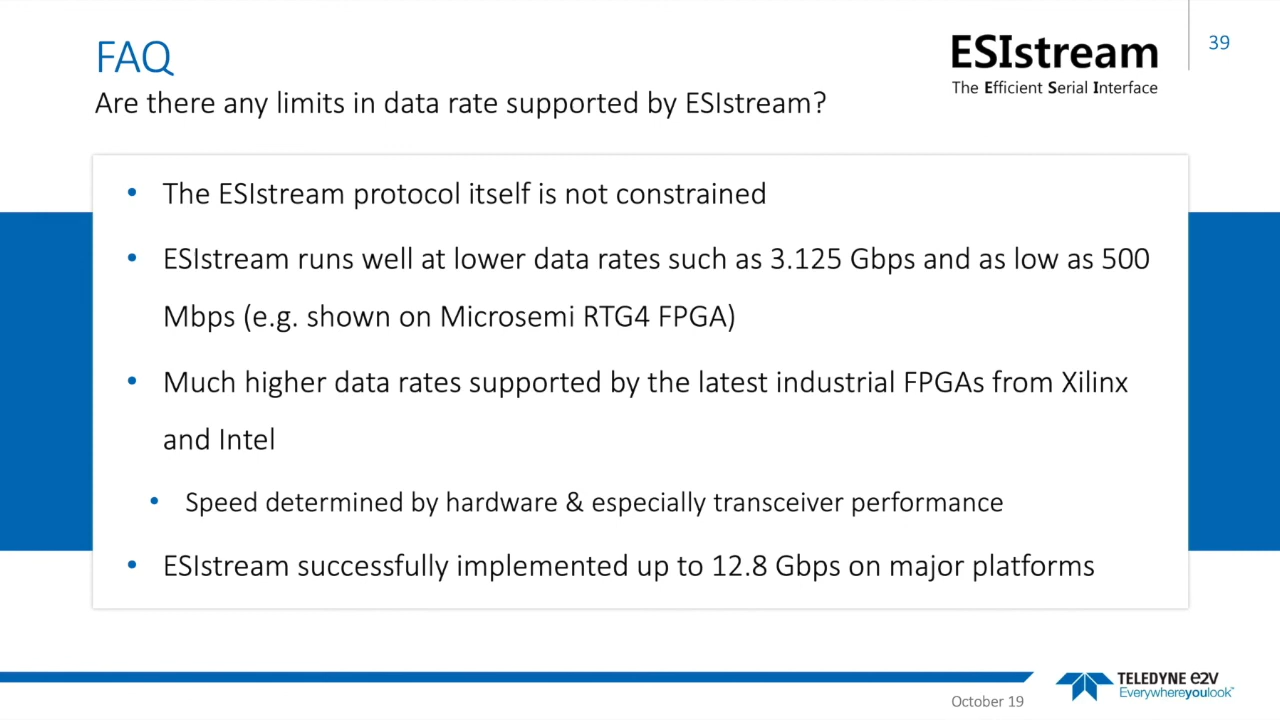 FAQ
ESIstream
39
The Efficient Serial Interface
Are there any limits in data rate supported by ESIstream?
• The ESIstream protocol itself is not constrained
• ESIstream runs well at lower data rates such as 3.125 Gbps and as low as 500
Mbps (e.g. shown on Microsemi RTG4 FPGA)
• Much higher data rates supported by the latest industrial FPGAs from Xilinx
and Intel
• Speed determined by hardware & especially transceiver performance
• ESIstream successfully implemented up to 12.8 Gbps on major platforms
October 19
TELEDYNE e2v
Everywhereyoulook™